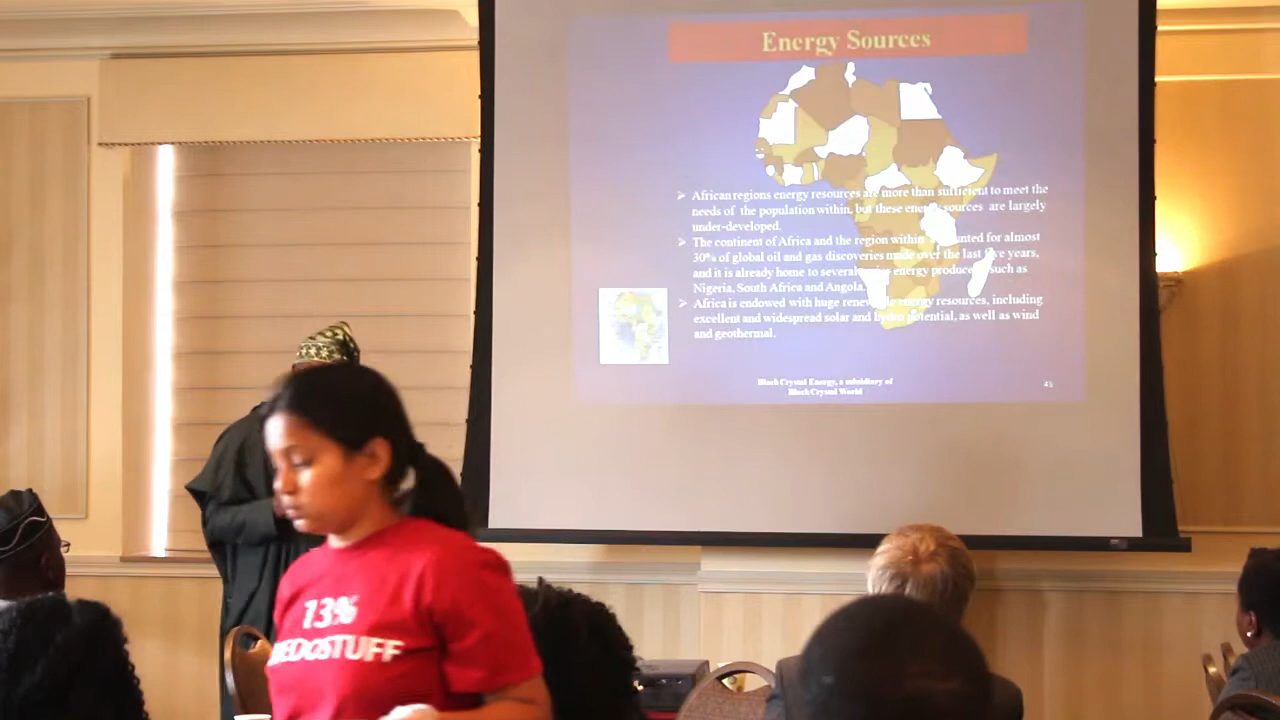 Energy Sources
➢ African regions energy resources are more than sufficient to meet the
needs of the population within, but these energy sources are largely
under-developed.
➢ The continent of Africa and the region within accounted for almost
30% of global oil and gas discoveries made over the last five years,
and it is already home to several energy producers such as
Nigeria, South Africa and Angola.
➢ Africa is endowed with huge renewable energy resources, including
excellent and widespread solar and hydro potential, as well as wind
and geothermal.
Black Crystal Energy, a subsidiary of
Black Crystal World
45
13%
EDOSTUFF